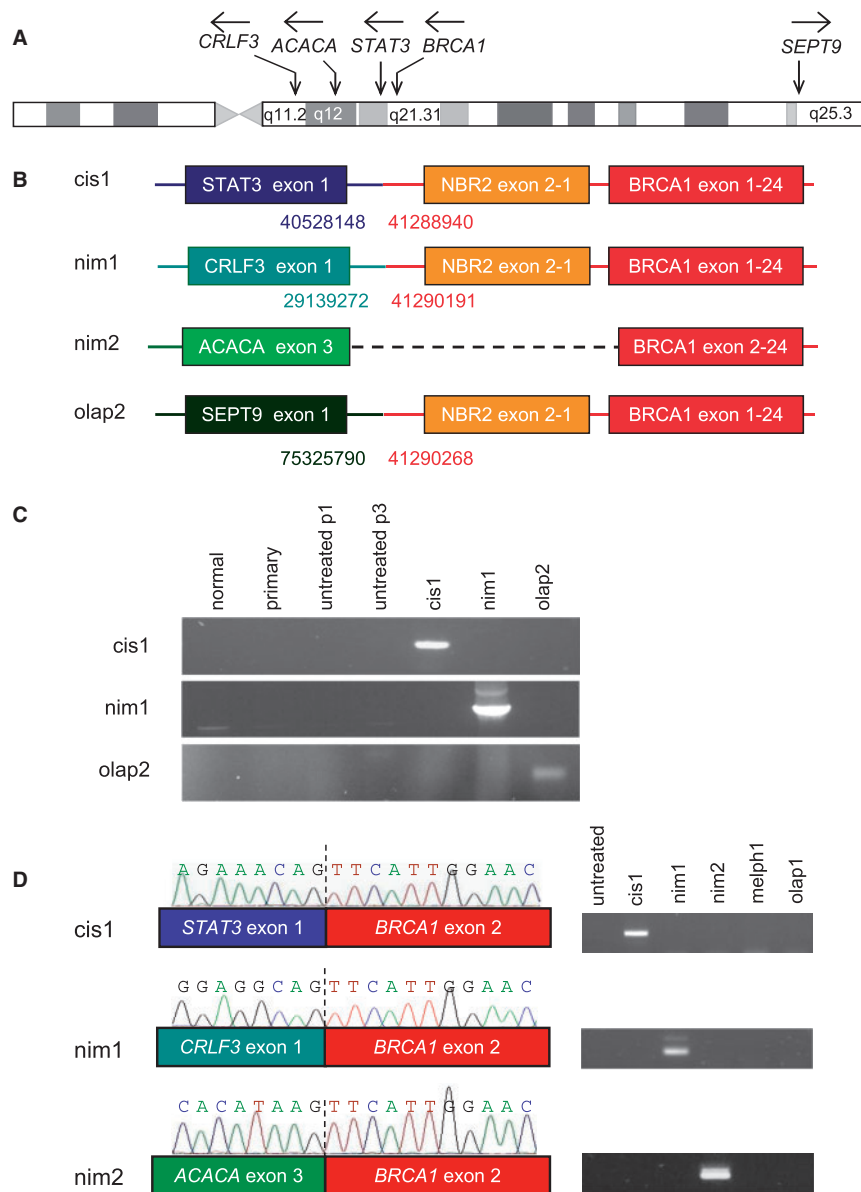 A
CRLF3 ACACA STAT3 BRCA1 SEPT9
q11.2 q12 q21.31 q25.3
B
cis1 STAT3 exon 1 NBR2 exon 2-1 BRCA1 exon 1-24
40528148 41288940
nim1 CRLF3 exon 1 NBR2 exon 2-1 BRCA1 exon 1-24
29139272 41290191
nim2 ACACA exon 3 BRCA1 exon 2-24
olap2 SEPT9 exon 1 NBR2 exon 2-1 BRCA1 exon 1-24
75325790 41290268
C
normal primary untreated p1 untreated p3 cis1 nim1 olap2
cis1
nim1
olap2
D
untreated cis1 nim1 nim2 melph1 olap1
AGAAACAGTTCATTGGAAC
cis1 STAT3 exon 1 BRCA1 exon 2
GGAGGCAGTTCATTGGAAC
nim1 CRLF3 exon 1 BRCA1 exon 2
CACATAAGTTCATTGGAAC
nim2 ACACA exon 3 BRCA1 exon 2